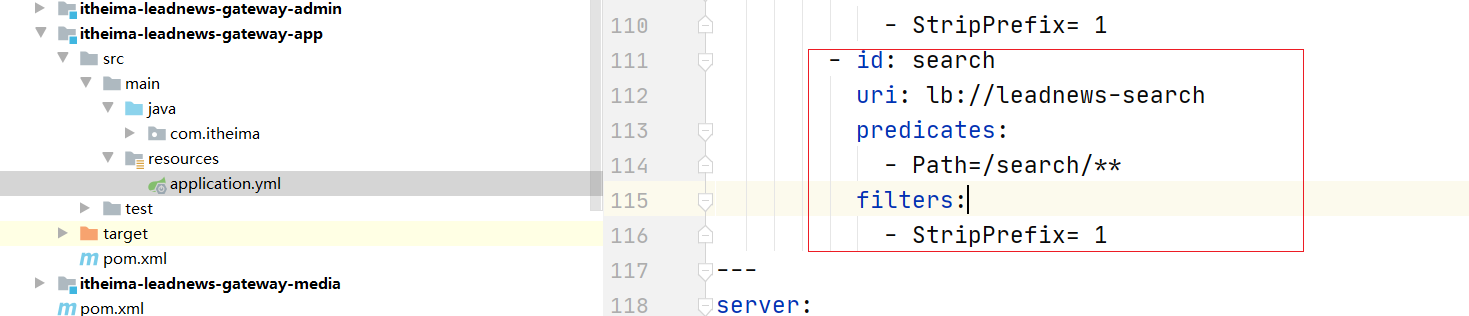 itheima-leadnews-gateway-admin
itheima-leadnews-gateway-app
src
main
java
com.itheima
resources
application.yml
test
target
pom.xml
itheima-leadnews-gateway-media
pom.xml
110 - StripPrefix= 1
111 - id: search
112 uri: lb://leadnews-search
113 predicates:
114 - Path=/search/**
115 filters:
116 - StripPrefix= 1
117 ---
118 server: